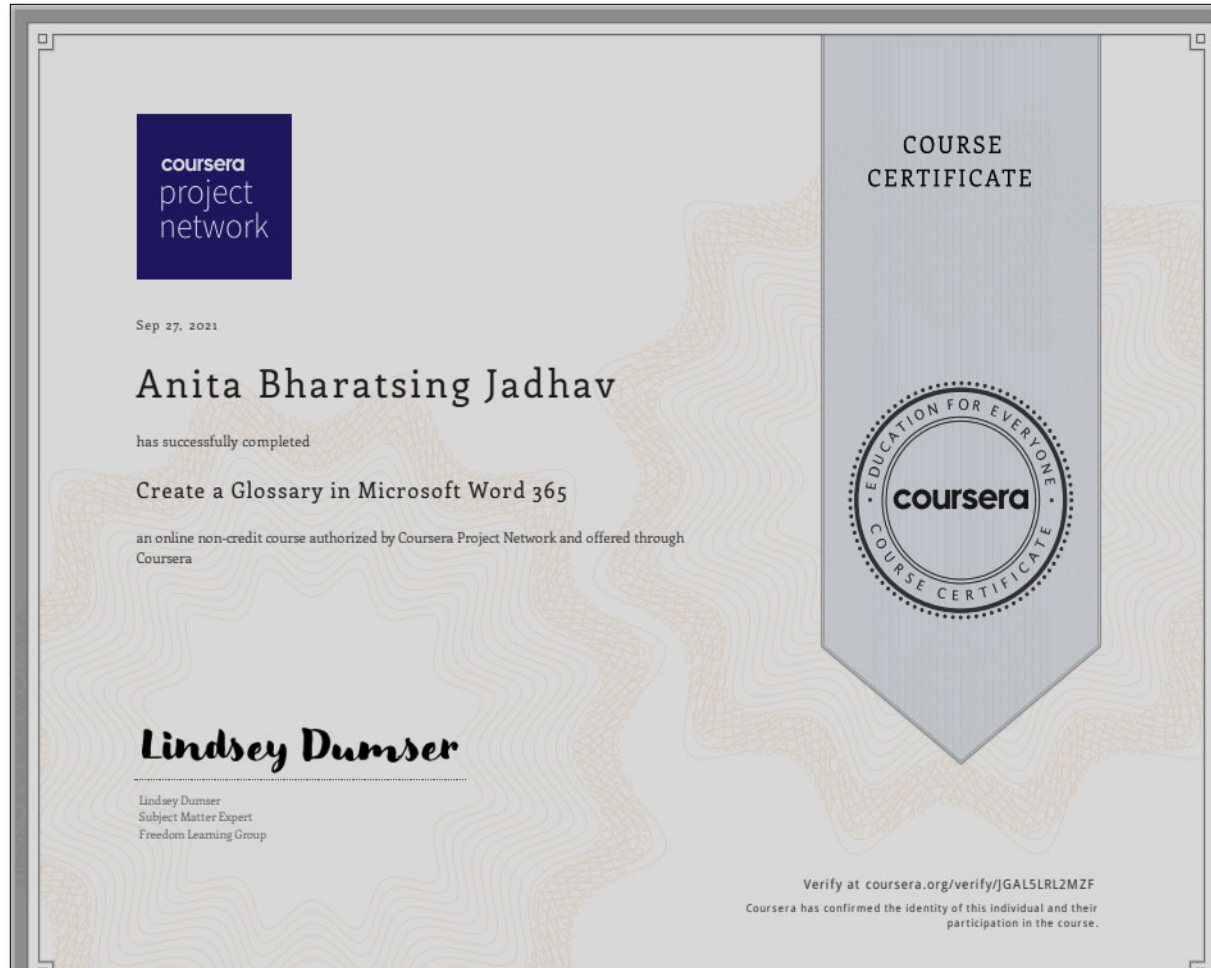 coursera
project
network
COURSE
CERTIFICATE
Sep 27, 2021
Anita Bharatsing Jadhav
has successfully completed
Create a Glossary in Microsoft Word 365
an online non-credit course authorized by Coursera Project Network and offered through
Coursera
EDUCATION FOR EVERYONE
coursera
COURSE CERTIFICATE
Lindsey Dumser
Lindsey Dumser
Subject Matter Expert
Freedom Learning Group
Verify at coursera.org/verify/JGAL5LRL2MZF
Coursera has confirmed the identity of this individual and their
participation in the course.